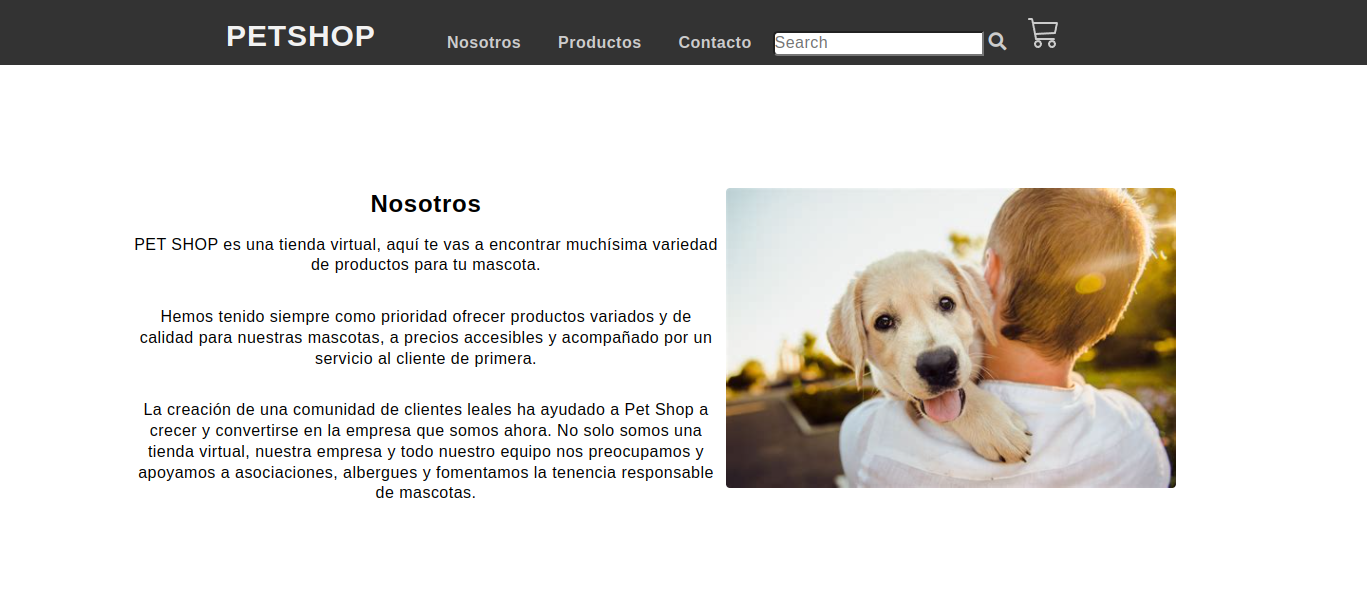 PETSHOP
Nosotros
Productos
Contacto
Search
Nosotros
PET SHOP es una tienda virtual, aquí te vas a encontrar muchísima variedad
de productos para tu mascota.
Hemos tenido siempre como prioridad ofrecer productos variados y de
calidad para nuestras mascotas, a precios accesibles y acompañado por un
servicio al cliente de primera.
La creación de una comunidad de clientes leales ha ayudado a Pet Shop a
crecer y convertirse en la empresa que somos ahora. No solo somos una
tienda virtual, nuestra empresa y todo nuestro equipo nos preocupamos y
apoyamos a asociaciones, albergues y fomentamos la tenencia responsable
de mascotas.